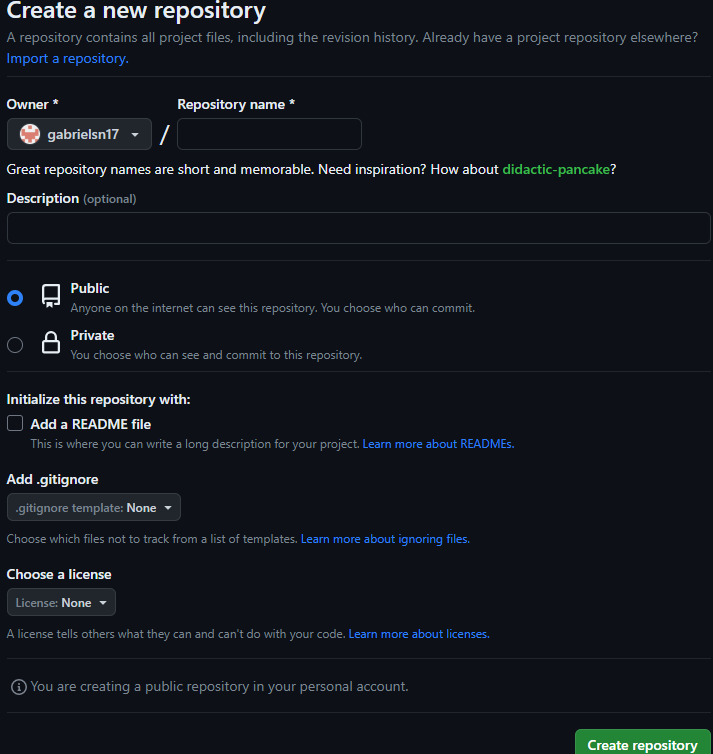 Create a new repository
A repository contains all project files, including the revision history. Already have a project repository elsewhere?
Import a repository.
Owner * Repository name *
gabrielsn17 /
Great repository names are short and memorable. Need inspiration? How about didactic-pancake?
Description (optional)
Public
Anyone on the internet can see this repository. You choose who can commit.
Private
You choose who can see and commit to this repository.
Initialize this repository with:
Add a README file
This is where you can write a long description for your project. Learn more about READMEs.
Add .gitignore
.gitignore template: None
Choose which files not to track from a list of templates. Learn more about ignoring files.
Choose a license
License: None
A license tells others what they can and can't do with your code. Learn more about licenses.
You are creating a public repository in your personal account.
Create repository